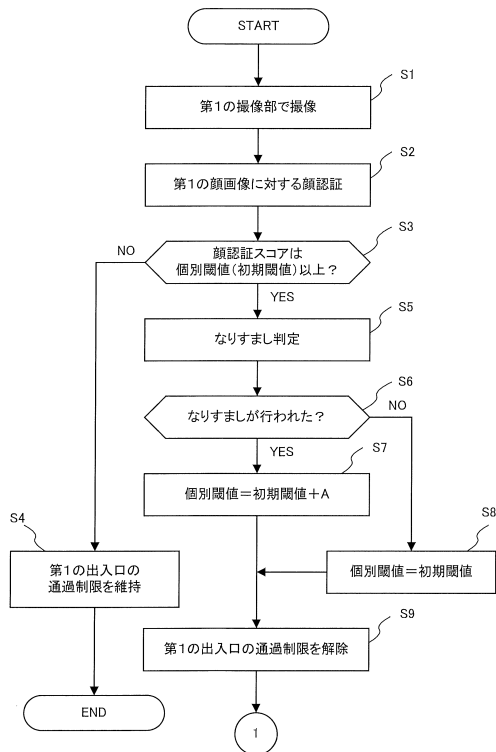 START
S1
第1の撮像部で撮像
S2
第1の顔画像に対する顔認証
S3
NO
顔認証スコアは
個別閾値(初期閾値)以上?
YES
S5
なりすまし判定
S6
なりすましが行われた?
NO
YES
S7
個別閾値=初期閾値+A
S4
第1の出入口の
通過制限を維持
S8
個別閾値=初期閾値
S9
第1の出入口の通過制限を解除
END
1